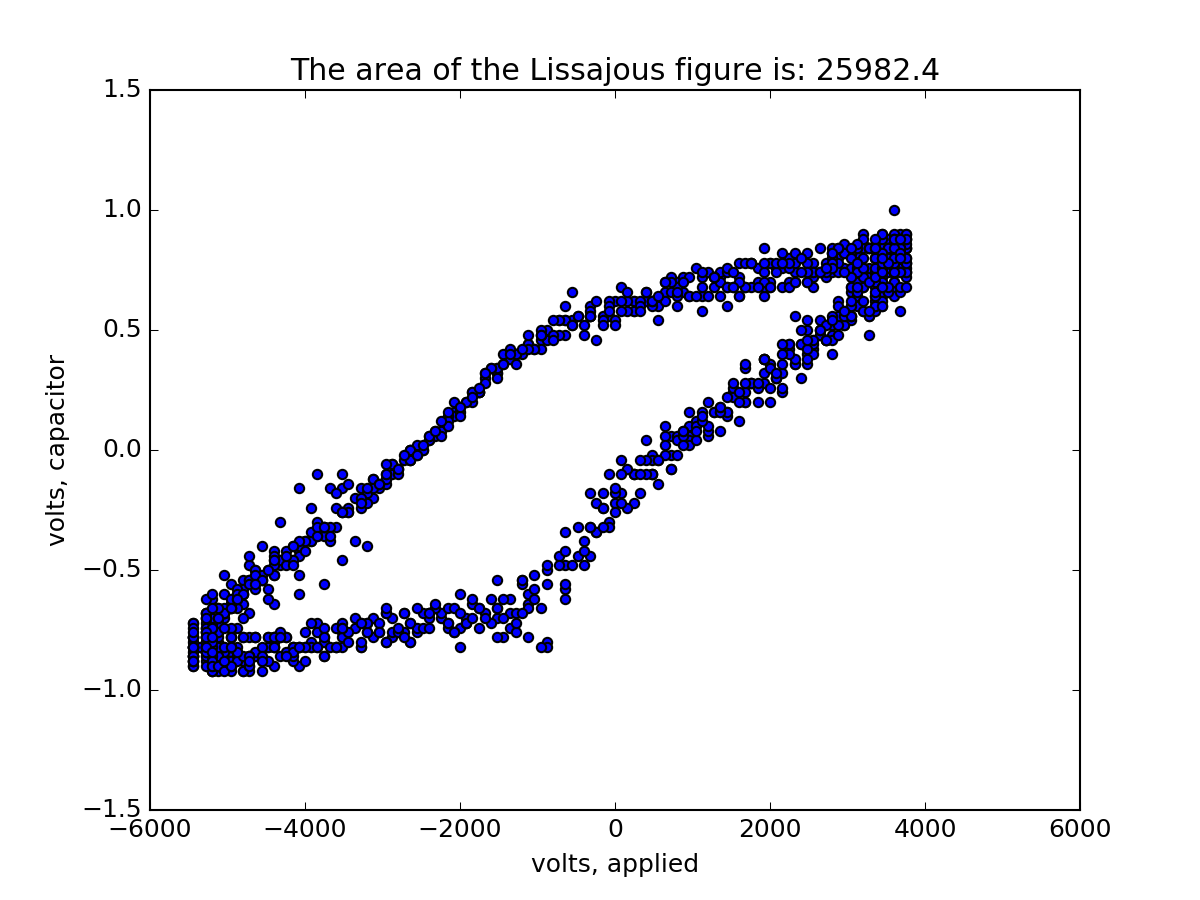 The area of the Lissajous figure is: 25982.4
1.5
1.0
0.5
0.0
−0.5
−1.0
−1.5
volts, capacitor
−6000 −4000 −2000 0 2000 4000 6000
volts, applied